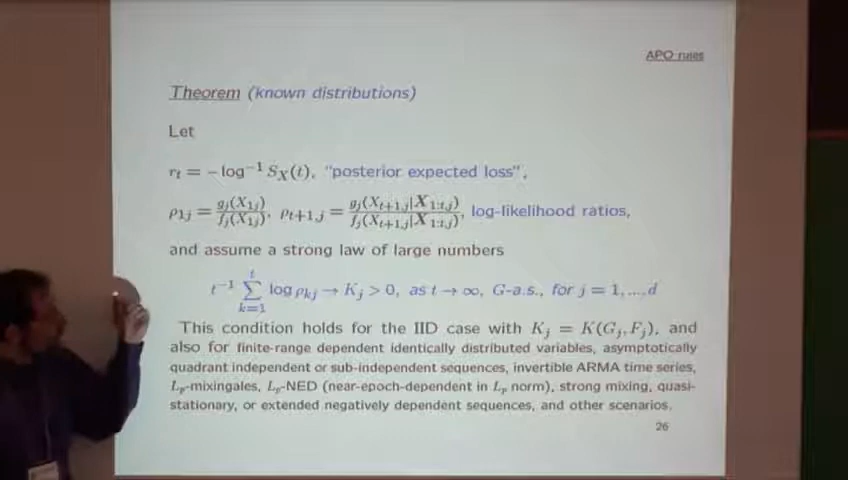 APO rules
Theorem (known distributions)
Let
r_t = −log^{-1} S_X(t), "posterior expected loss",
ρ_{1j} = g_j(X_{1j})/f_j(X_{1j}), ρ_{t+1,j} = g_j(X_{t+1,j}|X_{1:t,j})/f_j(X_{t+1,j}|X_{1:t,j}), log-likelihood ratios,
and assume a strong law of large numbers
t^{-1} ∑_{k=1}^{t} log ρ_{kj} → K_j > 0, as t → ∞, G-a.s., for j = 1, ..., d
This condition holds for the IID case with K_j = K(G_j, F_j), and
also for finite-range dependent identically distributed variables, asymptotically
quadrant independent or sub-independent sequences, invertible ARMA time series,
L_p-mixingales, L_p-NED (near-epoch-dependent in L_p norm), strong mixing, quasi-
stationary, or extended negatively dependent sequences, and other scenarios.
26